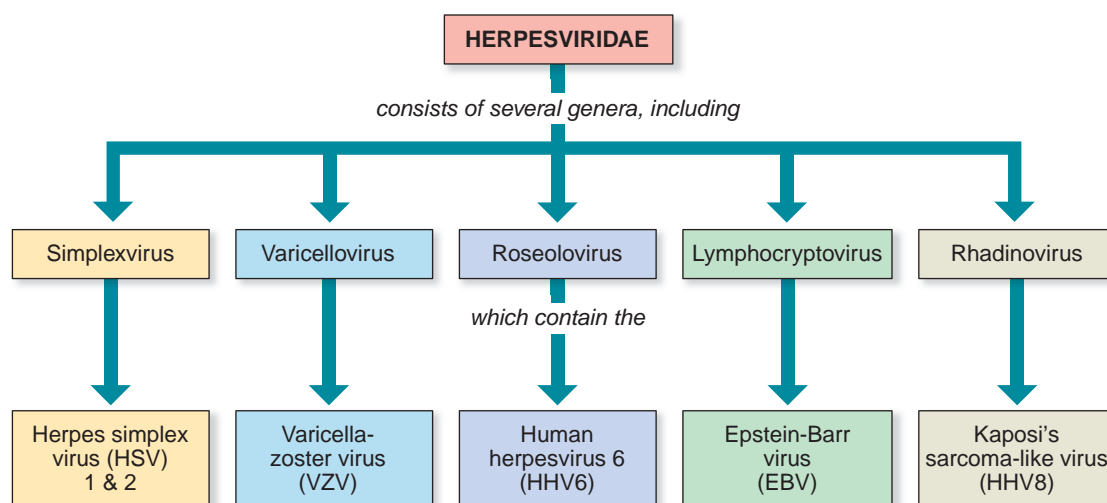 HERPESVIRIDAE
consists of several genera, including
Simplexvirus
Varicellovirus
Roseolovirus
Lymphocryptovirus
Rhadinovirus
which contain the
Herpes simplex
virus (HSV)
1 & 2
Varicella-
zoster virus
(VZV)
Human
herpesvirus 6
(HHV6)
Epstein-Barr
virus
(EBV)
Kaposi's
sarcoma-like virus
(HHV8)